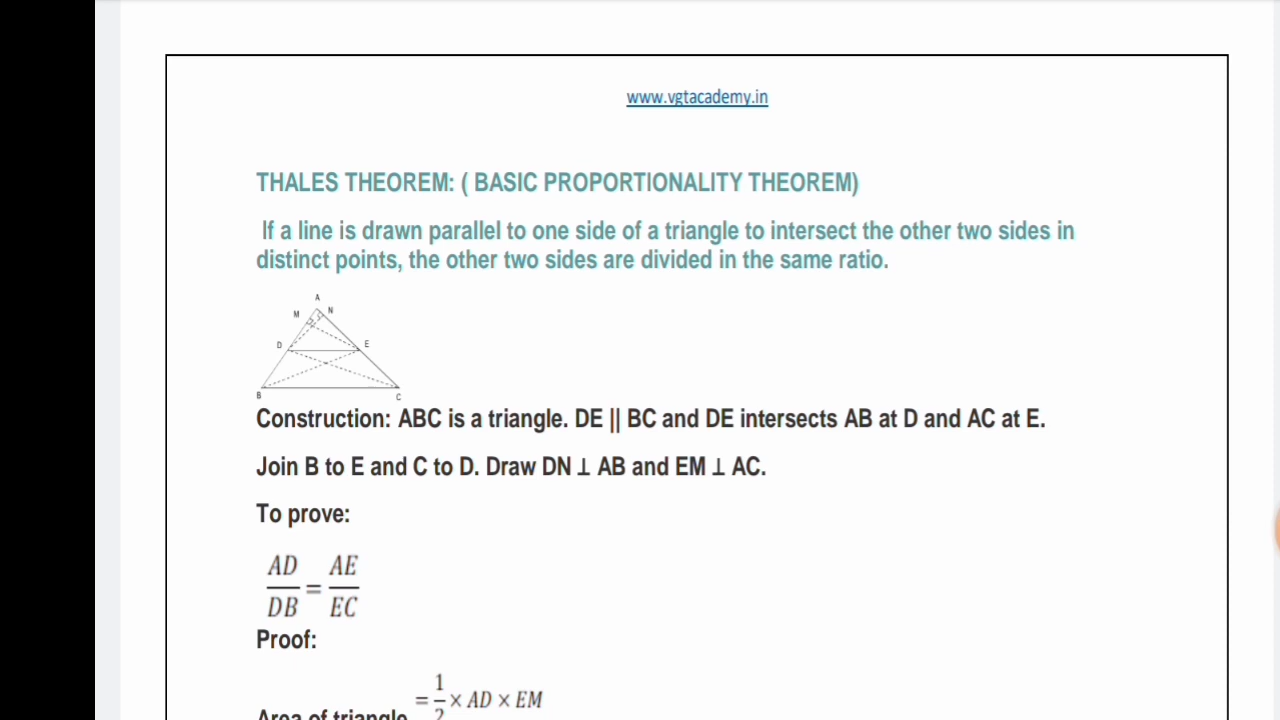 www.vgtacademy.in
THALES THEOREM: ( BASIC PROPORTIONALITY THEOREM)
If a line is drawn parallel to one side of a triangle to intersect the other two sides in
distinct points, the other two sides are divided in the same ratio.
A
M N
D E
B C
Construction: ABC is a triangle. DE || BC and DE intersects AB at D and AC at E.
Join B to E and C to D. Draw DN ⊥ AB and EM ⊥ AC.
To prove:
AD/DB = AE/EC
Proof:
Area of triangle = 1/2 × AD × EM